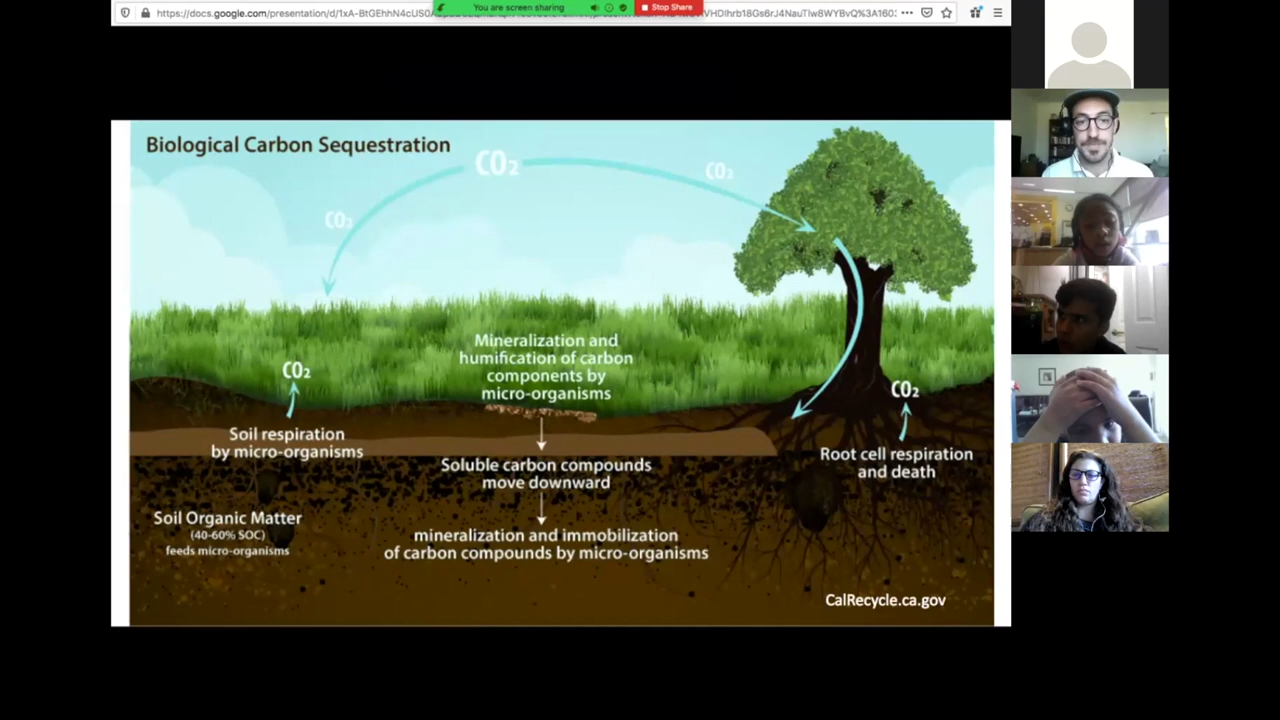 You are screen sharing
Stop Share
Biological Carbon Sequestration
CO2
CO2
CO2
Mineralization and
humification of carbon
components by
micro-organisms
CO2
CO2
Soil respiration
by micro-organisms
Root cell respiration
and death
Soluble carbon compounds
move downward
Soil Organic Matter
(40-60% SOC)
feeds micro-organisms
mineralization and immobilization
of carbon compounds by micro-organisms
CalRecycle.ca.gov